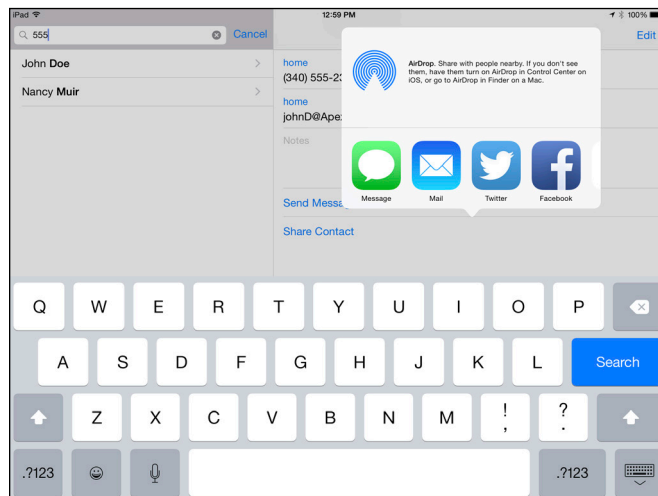 iPad 12:59 PM 100%
555 Cancel Edit
John Doe
Nancy Muir
home
(340) 555-23
home
johnD@Ape
Notes
Send Messa
Share Contact
AirDrop. Share with people nearby. If you don't see
them, have them turn on AirDrop in Control Center on
iOS, or go to AirDrop in Finder on a Mac.
Message Mail Twitter Facebook
Q W E R T Y U I O P
A S D F G H J K L Search
Z X C V B N M ! , ? .
.?123 .?123